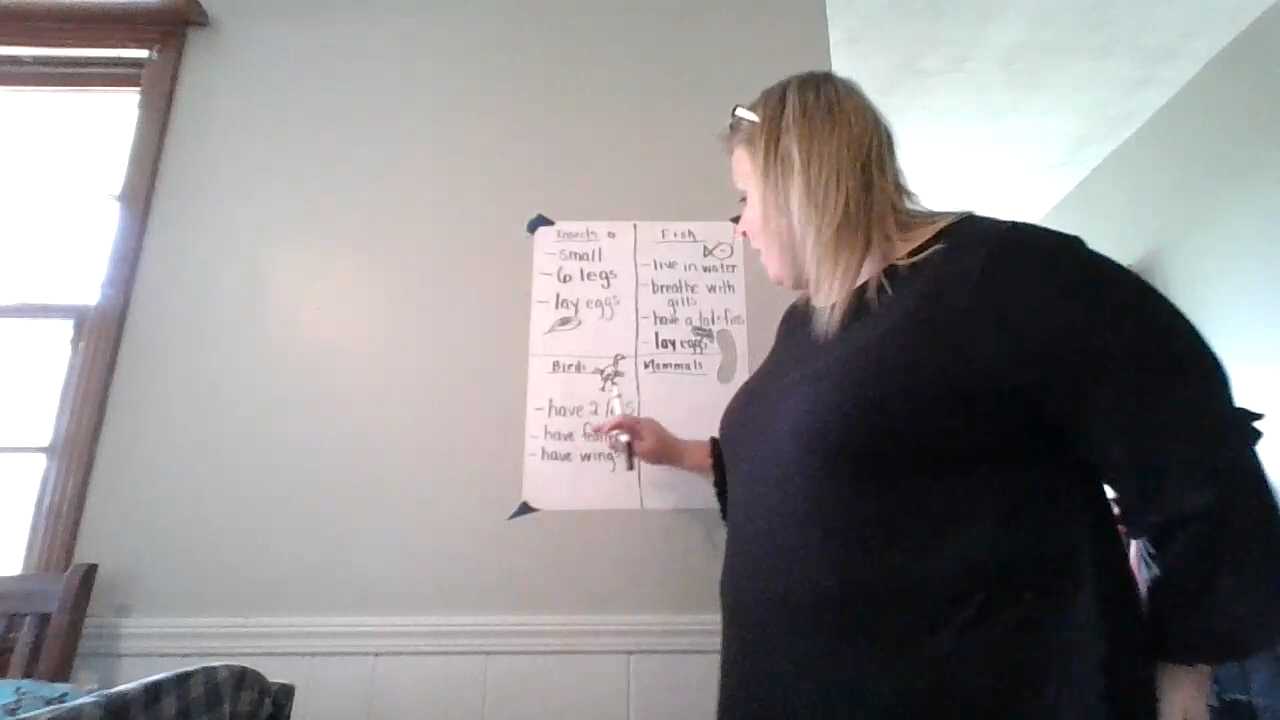 Insects
- small
- 6 legs
- lay eggs
Fish
- live in water
- breathe with
gills
- have a tail + fins
- lay eggs
Birds
- have 2
- have
- have wings
Mammals